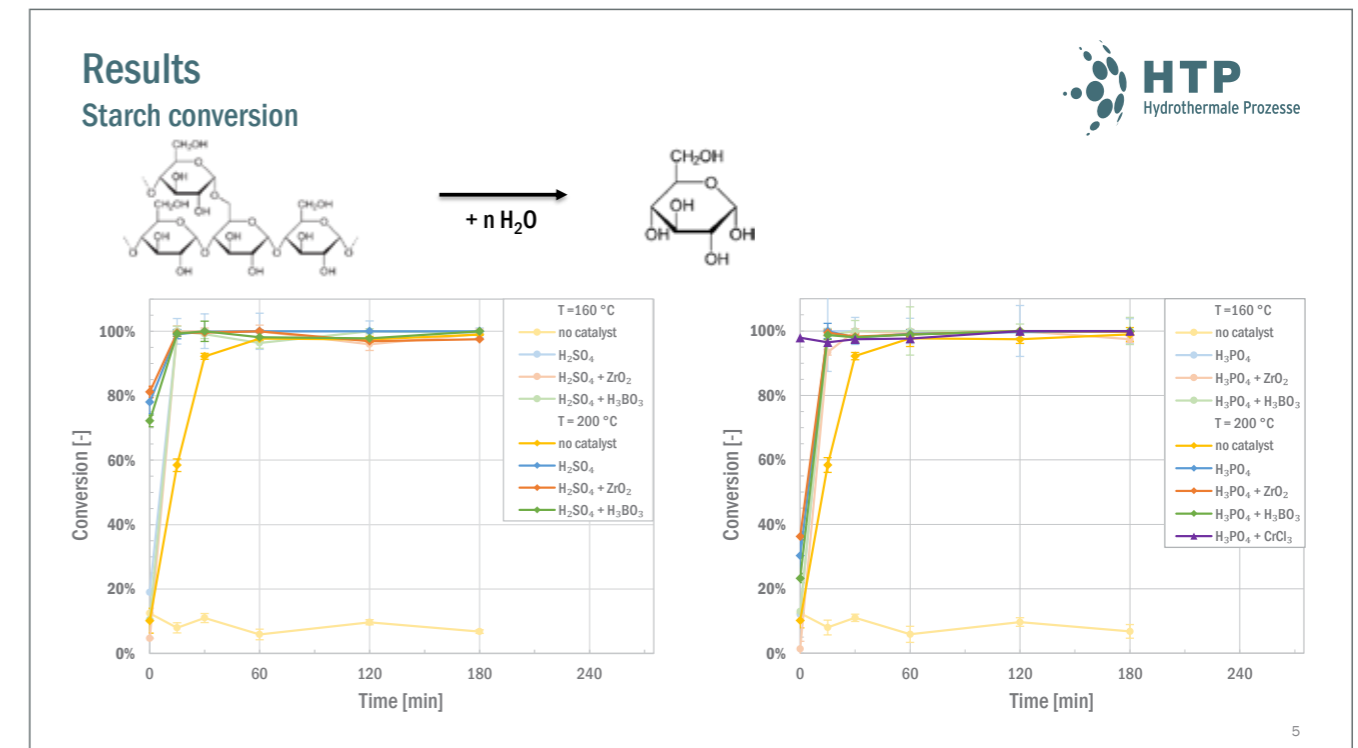 Results
Starch conversion
HTP
Hydrothermale Prozesse
CH₂OH
O
OH
O
OH
O
CH₂OH
CH₂OH
CH₂OH
O
O
O
OH
OH
OH
O
O
O
O
OH
OH
OH
+ n H₂O
CH₂OH
O
OH
OH
OH
OH
T =160 °C
no catalyst
H₂SO₄
H₂SO₄ + ZrO₂
H₂SO₄ + H₃BO₃
T = 200 °C
no catalyst
H₂SO₄
H₂SO₄ + ZrO₂
H₂SO₄ + H₃BO₃
100%
80%
60%
40%
20%
0%
Conversion [-]
0 60 120 180 240
Time [min]
T =160 °C
no catalyst
H₃PO₄
H₃PO₄ + ZrO₂
H₃PO₄ + H₃BO₃
T = 200 °C
no catalyst
H₃PO₄
H₃PO₄ + ZrO₂
H₃PO₄ + H₃BO₃
H₃PO₄ + CrCl₃
100%
80%
60%
40%
20%
0%
Conversion [-]
0 60 120 180 240
Time [min]
5